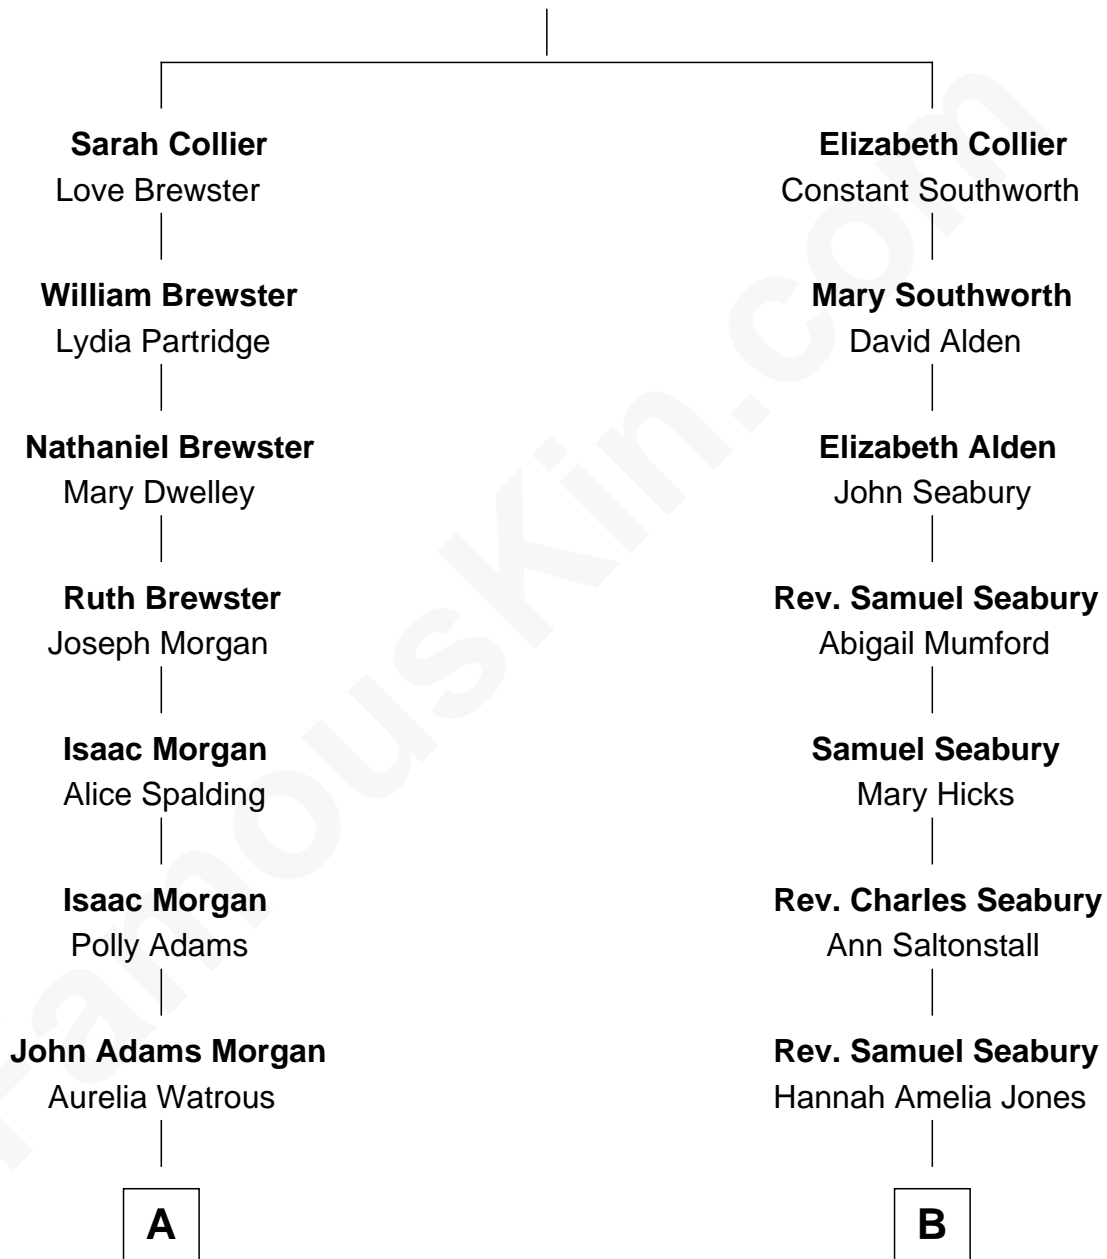 Sarah Collier
Love Brewster
William Brewster
Lydia Partridge
Nathaniel Brewster
Mary Dwelley
Ruth Brewster
Joseph Morgan
Isaac Morgan
Alice Spalding
Isaac Morgan
Polly Adams
John Adams Morgan
Aurelia Watrous
A
Elizabeth Collier
Constant Southworth
Mary Southworth
David Alden
Elizabeth Alden
John Seabury
Rev. Samuel Seabury
Abigail Mumford
Samuel Seabury
Mary Hicks
Rev. Charles Seabury
Ann Saltonstall
Rev. Samuel Seabury
Hannah Amelia Jones
B
FamousKin.com